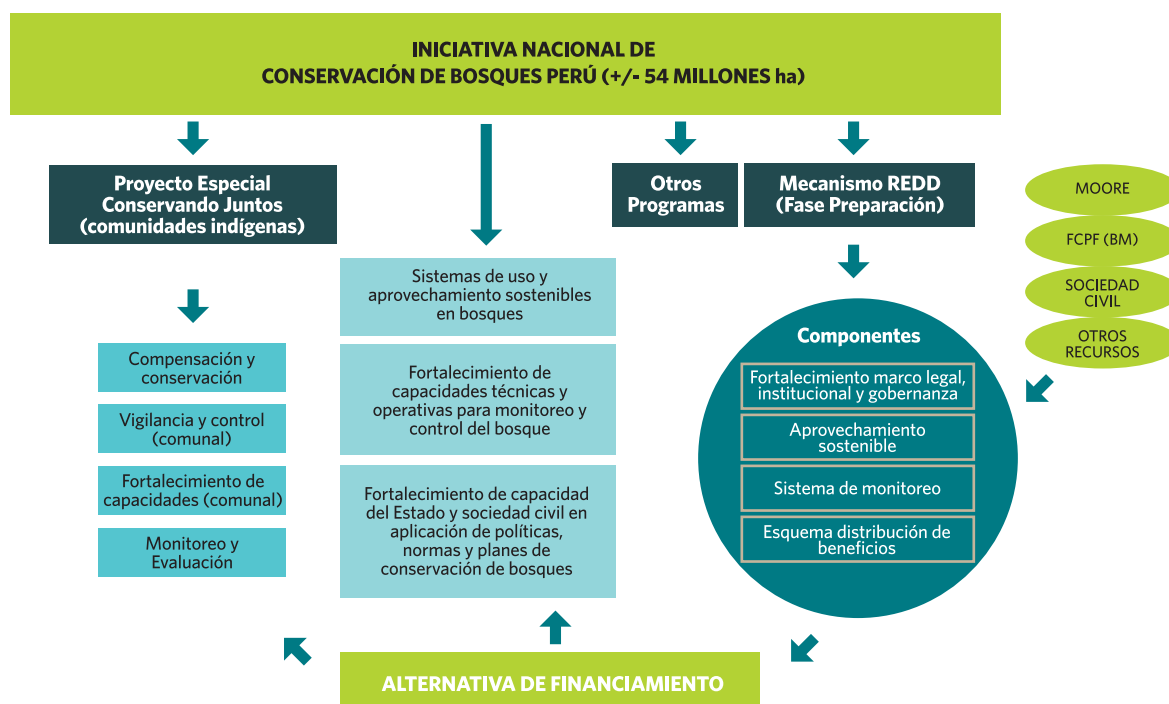 INICIATIVA NACIONAL DE
CONSERVACIÓN DE BOSQUES PERÚ (+/- 54 MILLONES ha)
Proyecto Especial
Conservando Juntos
(comunidades indígenas)
Compensación y
conservación
Vigilancia y control
(comunal)
Fortalecimiento de
capacidades (comunal)
Monitoreo y
Evaluación
Sistemas de uso y
aprovechamiento sostenibles
en bosques
Fortalecimiento de
capacidades técnicas y
operativas para monitoreo y
control del bosque
Fortalecimiento de capacidad
del Estado y sociedad civil en
aplicación de políticas,
normas y planes de
conservación de bosques
Otros
Programas
Mecanismo REDD
(Fase Preparación)
Componentes
Fortalecimiento marco legal,
institucional y gobernanza
Aprovechamiento
sostenible
Sistema de monitoreo
Esquema distribución de
beneficios
MOORE
FCPF (BM)
SOCIEDAD
CIVIL
OTROS
RECURSOS
ALTERNATIVA DE FINANCIAMIENTO